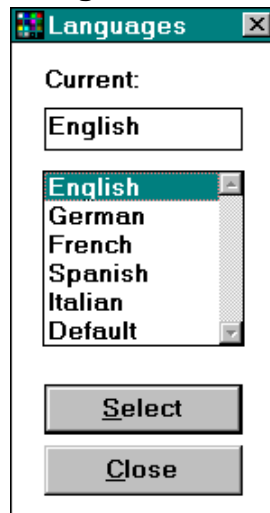 Languages
Current:
English
English
German
French
Spanish
Italian
Default
Select
Close